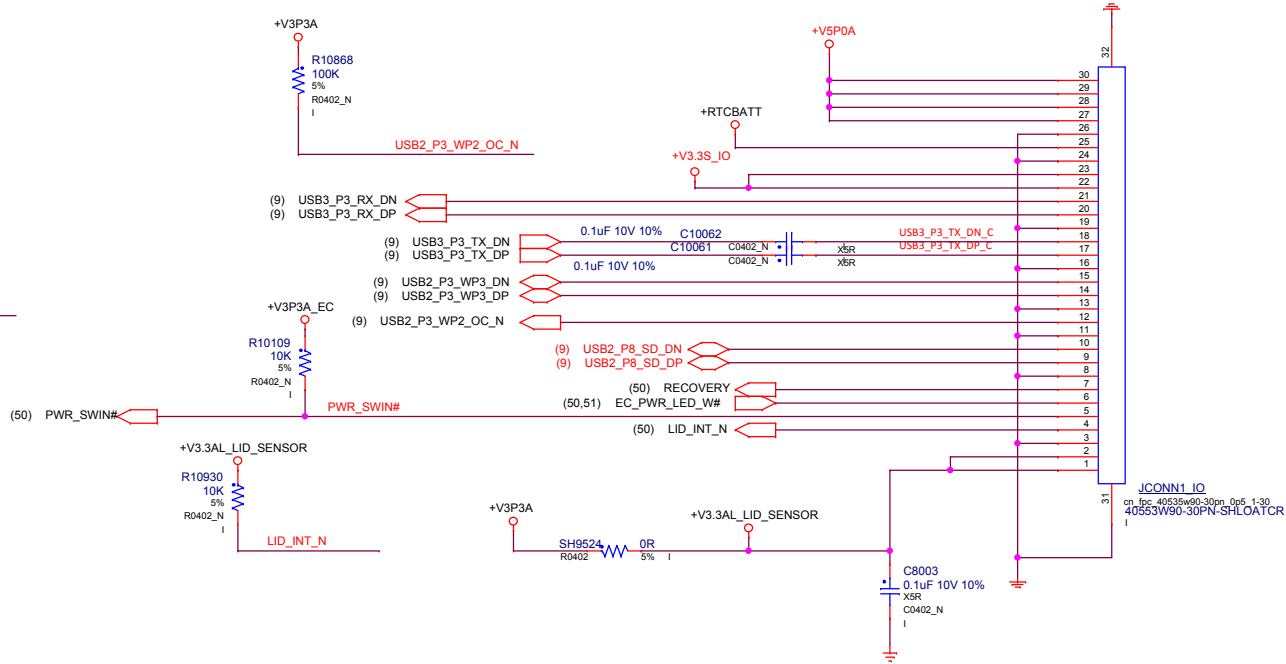 +V3P3A
R10868
100K
5%
R0402_N
I
USB2_P3_WP2_OC_N
+V5P0A
+RTCBATT
+V3.3S_IO
32
30
29
28
27
26
25
24
23
22
21
20
19
18
17
16
15
14
13
12
11
10
9
8
7
6
5
4
3
2
1
31
(9) USB3_P3_RX_DN
(9) USB3_P3_RX_DP
(9) USB3_P3_TX_DN
(9) USB3_P3_TX_DP
0.1uF 10V 10%
C10062
C10061
C0402_N
C0402_N
0.1uF 10V 10%
X5R
X5R
USB3_P3_TX_DN_C
USB3_P3_TX_DP_C
(9) USB2_P3_WP3_DN
(9) USB2_P3_WP3_DP
(9) USB2_P3_WP2_OC_N
(9) USB2_P8_SD_DN
(9) USB2_P8_SD_DP
(50) RECOVERY
(50,51) EC_PWR_LED_W#
(50) LID_INT_N
+V3P3A_EC
R10109
10K
5%
R0402_N
I
(50) PWR_SWIN#
PWR_SWIN#
+V3.3AL_LID_SENSOR
R10930
10K
5%
R0402_N
I
LID_INT_N
+V3P3A
SH9524
R0402
0R
5%
I
+V3.3AL_LID_SENSOR
C8003
0.1uF 10V 10%
X5R
C0402_N
I
JCONN1_IO
cn_fpc_40535w90-30pn_0p5_1-30
40553W90-30PN-SHLOATCR
I